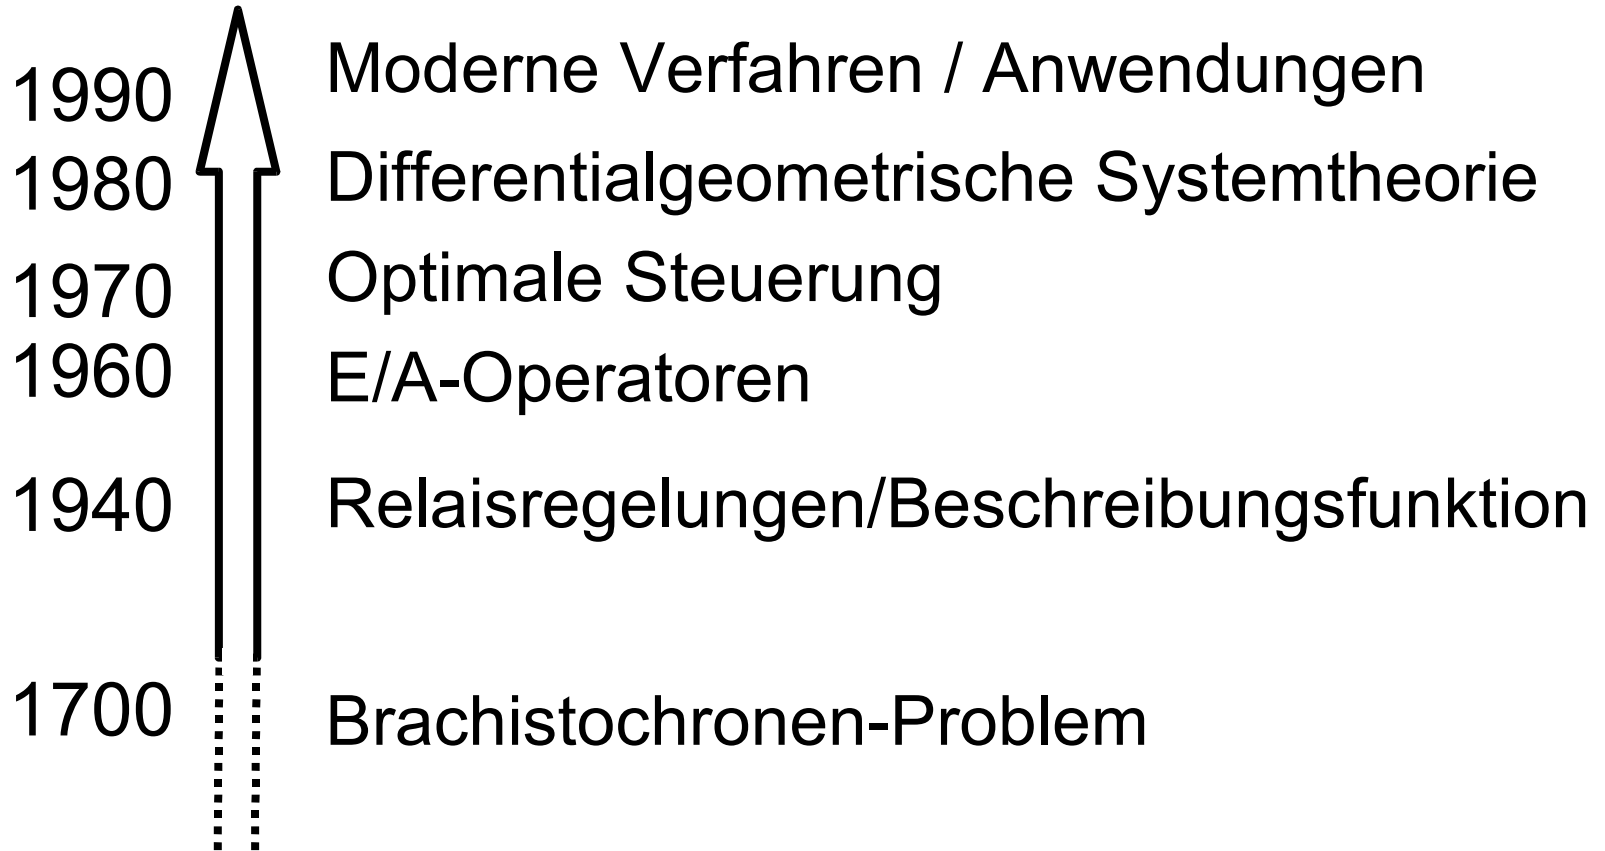 1990 Moderne Verfahren / Anwendungen
1980 Differentialgeometrische Systemtheorie
1970 Optimale Steuerung
1960 E/A-Operatoren
1940 Relaisregelungen/Beschreibungsfunktion
1700 Brachistochronen-Problem